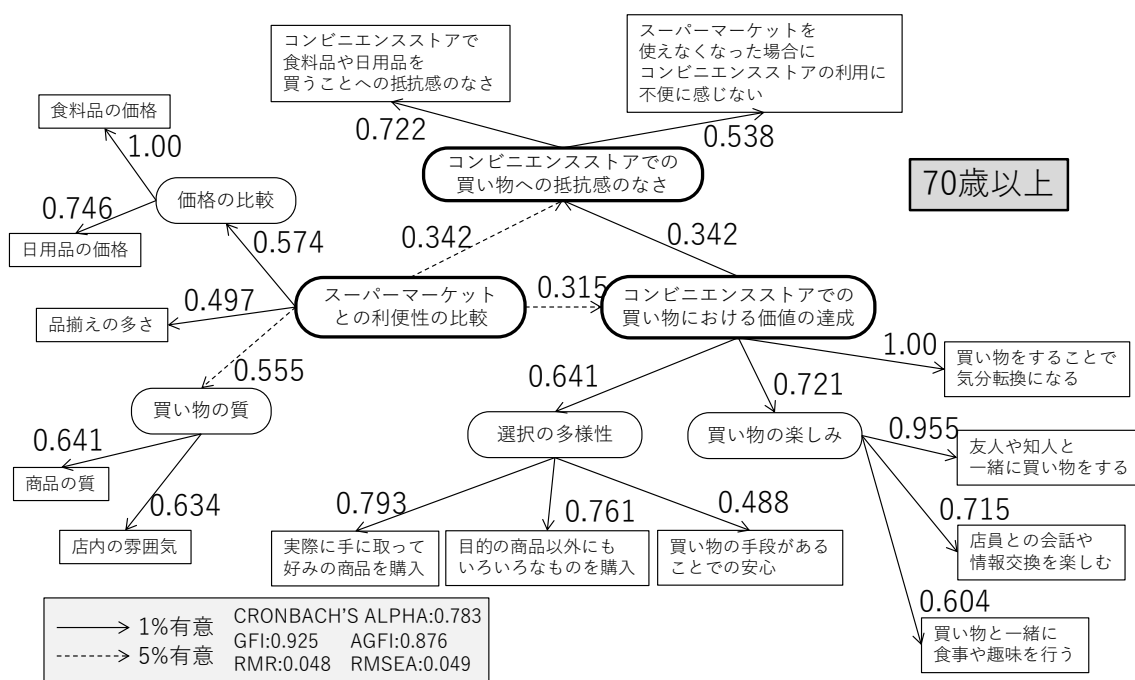 コンビニエンスストアで
食料品や日用品を
買うことへの抵抗感のなさ
スーパーマーケットを
使えなくなった場合に
コンビニエンスストアの利用に
不便に感じない
食料品の価格
0.722
0.538
1.00
コンビニエンスストアでの
買い物への抵抗感のなさ
70歳以上
価格の比較
0.746
日用品の価格
0.574
0.342
0.342
0.497
品揃えの多さ
スーパーマーケット
との利便性の比較
0.315
コンビニエンスストアでの
買い物における価値の達成
0.555
買い物の質
0.641
0.721
1.00
買い物をすることで
気分転換になる
選択の多様性
買い物の楽しみ
0.641
商品の質
0.634
店内の雰囲気
0.955
友人や知人と
一緒に買い物をする
0.793
0.761
0.488
0.715
店員との会話や
情報交換を楽しむ
実際に手に取って
好みの商品を購入
目的の商品以外にも
いろいろなものを購入
買い物の手段がある
ことでの安心
0.604
買い物と一緒に
食事や趣味を行う
1%有意
5%有意
CRONBACH'S ALPHA:0.783
GFI:0.925 AGFI:0.876
RMR:0.048 RMSEA:0.049